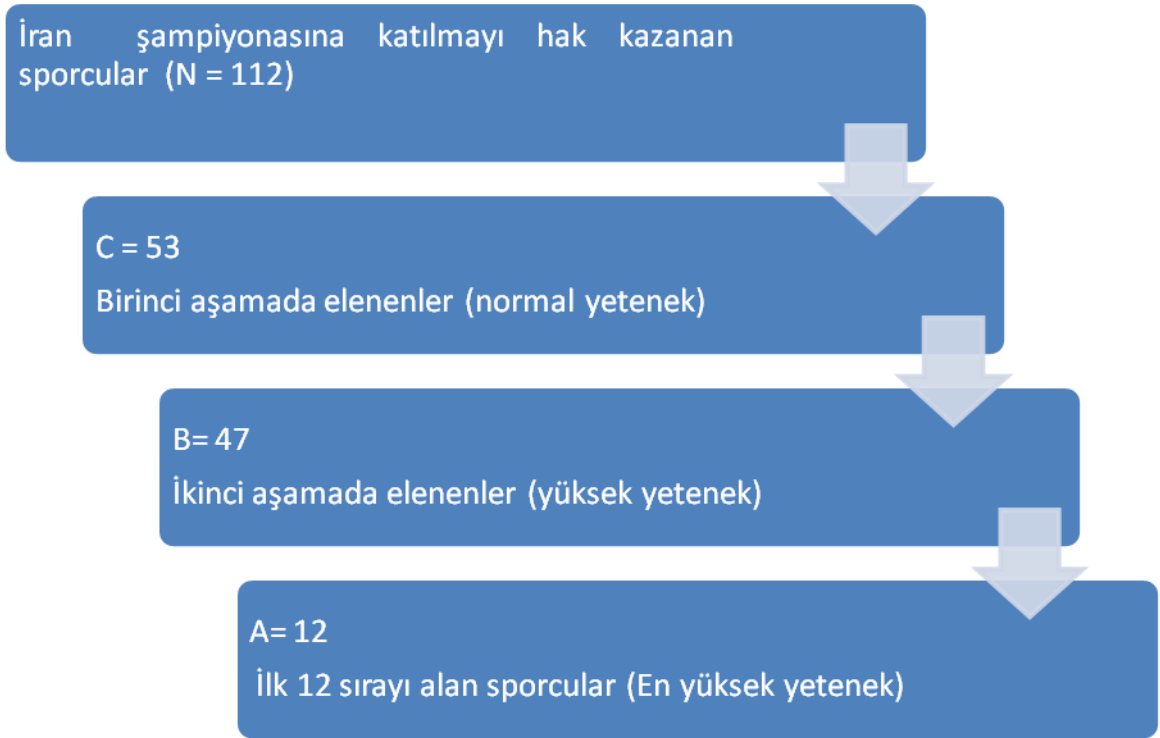 İran şampiyonasına katılmayı hak kazanan
sporcular (N = 112)
C = 53
Birinci aşamada elenenler (normal yetenek)
B= 47
İkinci aşamada elenenler (yüksek yetenek)
A= 12
İlk 12 sırayı alan sporcular (En yüksek yetenek)